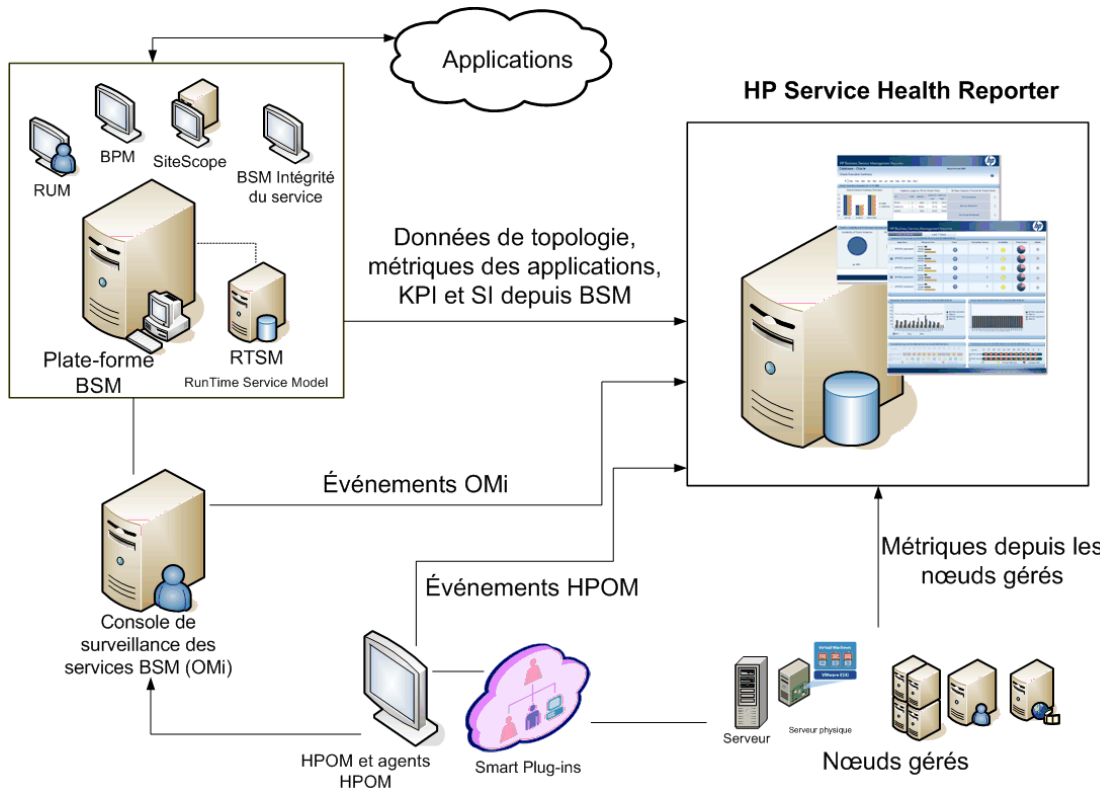 Applications
HP Service Health Reporter
RUM
BPM
SiteScope
BSM Intégrité
du service
Plate-forme
BSM
RTSM
RunTime Service Model
Données de topologie,
métriques des applications,
KPI et SI depuis BSM
Événements OMi
Événements HPOM
Métriques depuis les
nœuds gérés
Console de
surveillance des
services BSM (OMi)
HPOM et agents
HPOM
Smart Plug-ins
Serveur
Serveur physique
VMware ESXi
Nœuds gérés